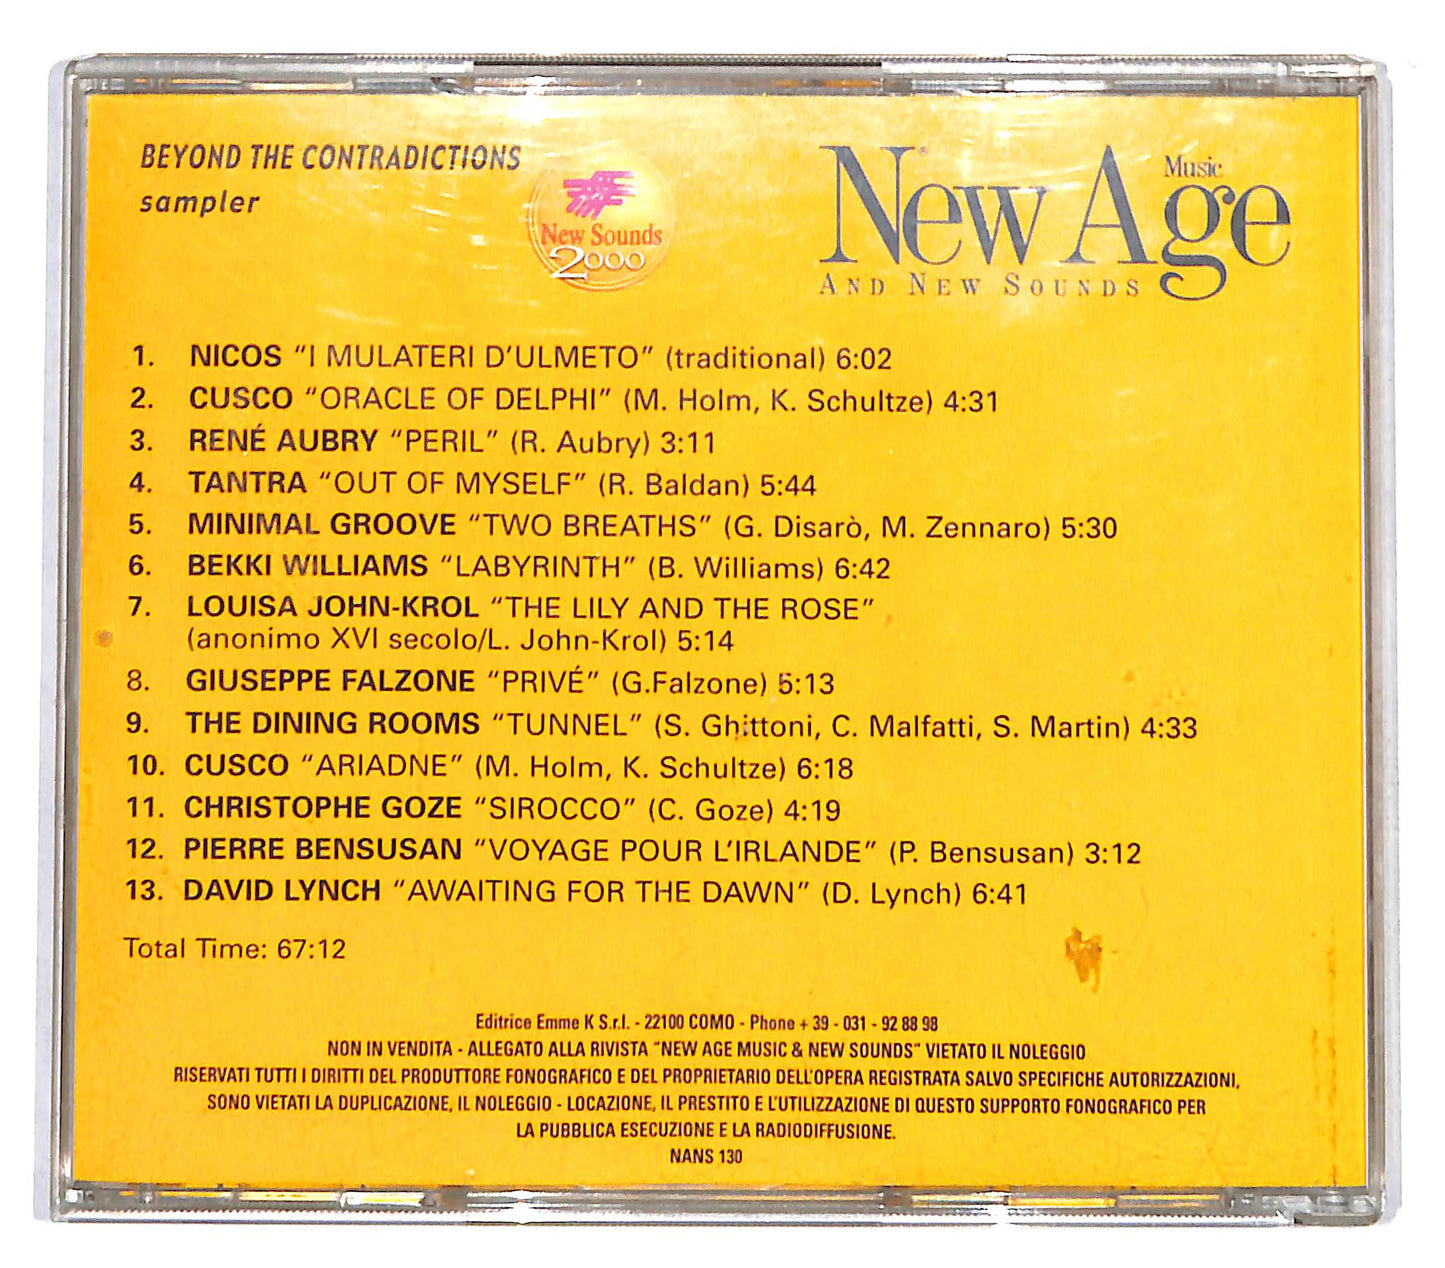 BEYOND THE CONTRADICTIONS
sampler
New Sounds
2000
New Age
Music
AND NEW SOUNDS
1. NICOS “I MULATERI D’ULMETO” (traditional) 6:02
2. CUSCO “ORACLE OF DELPHI” (M. Holm, K. Schultze) 4:31
3. RENÉ AUBRY “PERIL” (R. Aubry) 3:11
4. TANTRA “OUT OF MYSELF” (R. Baldan) 5:44
5. MINIMAL GROOVE “TWO BREATHS” (G. Disarò, M. Zennaro) 5:30
6. BEKKI WILLIAMS “LABYRINTH” (B. Williams) 6:42
7. LOUISA JOHN-KROL “THE LILY AND THE ROSE”
(anonimo XVI secolo/L. John-Krol) 5:14
8. GIUSEPPE FALZONE “PRIVÉ” (G.Falzone) 5:13
9. THE DINING ROOMS “TUNNEL” (S. Ghittoni, C. Malfatti, S. Martin) 4:33
10. CUSCO “ARIADNE” (M. Holm, K. Schultze) 6:18
11. CHRISTOPHE GOZE “SIROCCO” (C. Goze) 4:19
12. PIERRE BENSUSAN “VOYAGE POUR L’IRLANDE” (P. Bensusan) 3:12
13. DAVID LYNCH “AWAITING FOR THE DAWN” (D. Lynch) 6:41
Total Time: 67:12
Editrice Emme K S.r.l. - 22100 COMO - Phone + 39 - 031 - 92 88 98
NON IN VENDITA - ALLEGATO ALLA RIVISTA "NEW AGE MUSIC & NEW SOUNDS" VIETATO IL NOLEGGIO
RISERVATI TUTTI I DIRITTI DEL PRODUTTORE FONOGRAFICO E DEL PROPRIETARIO DELL'OPERA REGISTRATA SALVO SPECIFICHE AUTORIZZAZIONI,
SONO VIETATI LA DUPLICAZIONE, IL NOLEGGIO - LOCAZIONE, IL PRESTITO E L'UTILIZZAZIONE DI QUESTO SUPPORTO FONOGRAFICO PER
LA PUBBLICA ESECUZIONE E LA RADIODIFFUSIONE.
NANS 130